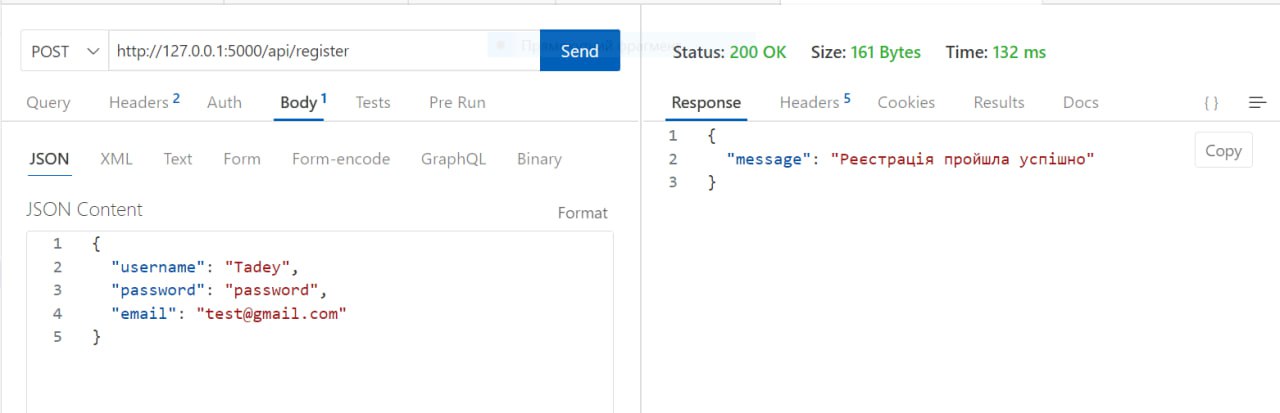 POST http://127.0.0.1:5000/api/register Send
Query Headers 2 Auth Body 1 Tests Pre Run
JSON XML Text Form Form-encode GraphQL Binary
JSON Content Format
1 {
2 "username": "Tadey",
3 "password": "password",
4 "email": "test@gmail.com"
5 }
Status: 200 OK Size: 161 Bytes Time: 132 ms
Response Headers 5 Cookies Results Docs { }
1 {
2 "message": "Реєстрація пройшла успішно"
3 }
Copy